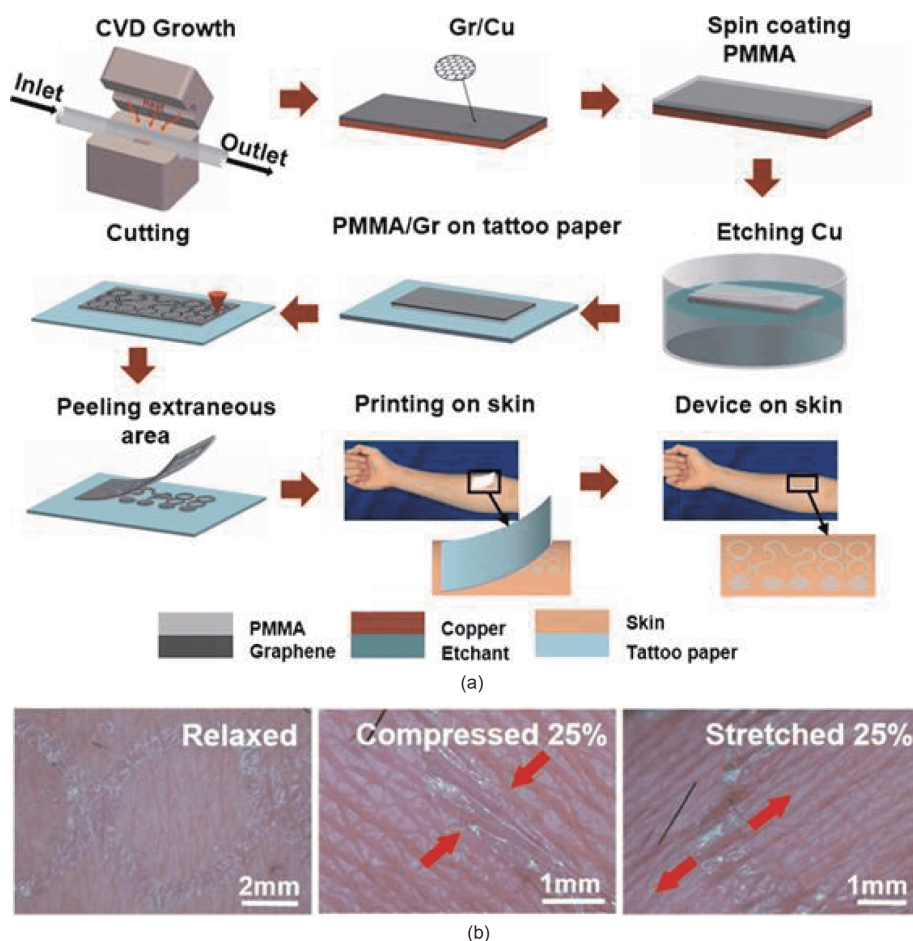 CVD Growth
Gr/Cu
Spin coating
PMMA
Inlet
Heat
Outlet
Cutting
PMMA/Gr on tattoo paper
Etching Cu
Peeling extraneous
area
Printing on skin
Device on skin
PMMA
Graphene
Copper
Etchant
Skin
Tattoo paper
(a)
Relaxed
Compressed 25%
Stretched 25%
2mm
1mm
1mm
(b)